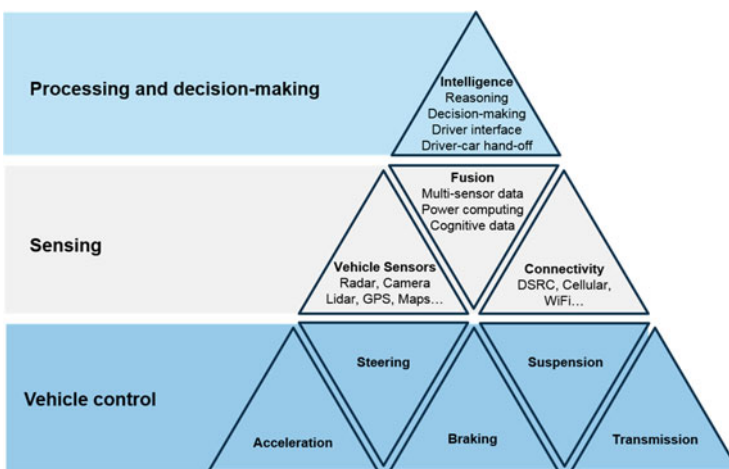 Processing and decision-making
Intelligence
Reasoning
Decision-making
Driver interface
Driver-car hand-off
Sensing
Fusion
Multi-sensor data
Power computing
Cognitive data
Vehicle Sensors
Radar, Camera
Lidar, GPS, Maps...
Connectivity
DSRC, Cellular,
WiFi...
Vehicle control
Steering
Suspension
Acceleration
Braking
Transmission